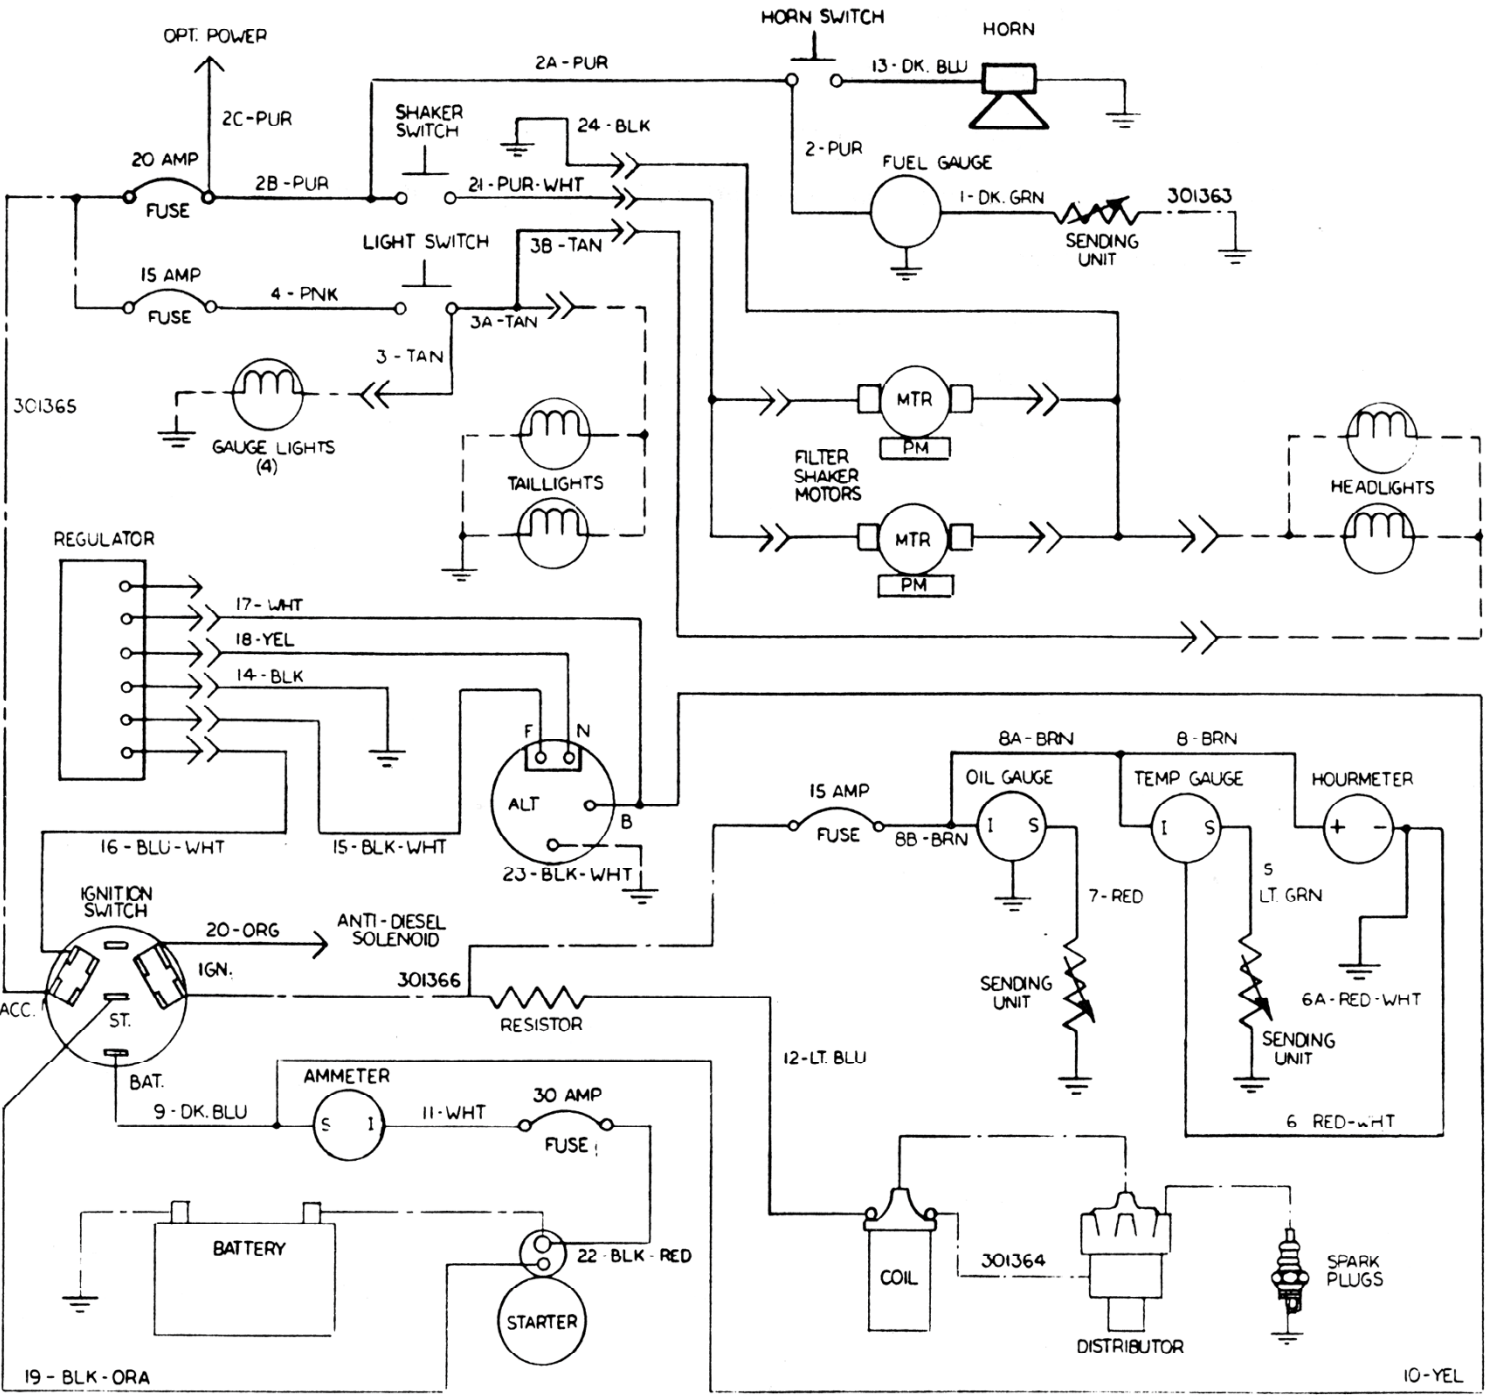 HORN SWITCH
HORN
OPT. POWER
2A-PUR
13-DK. BLU
2C-PUR
SHAKER
SWITCH
24-BLK
2-PUR
20 AMP
FUSE
2B-PUR
21-PUR-WHT
FUEL GAUGE
1-DK. GRN
301363
SENDING
UNIT
LIGHT SWITCH
3B-TAN
15 AMP
FUSE
4-PNK
3A-TAN
3-TAN
301365
GAUGE LIGHTS
(4)
TAILLIGHTS
MTR
PM
FILTER
SHAKER
MOTORS
MTR
PM
HEADLIGHTS
REGULATOR
17-WHT
18-YEL
14-BLK
F
N
ALT
B
16-BLU-WHT
15-BLK-WHT
23-BLK-WHT
8A-BRN
8-BRN
15 AMP
FUSE
8B-BRN
OIL GAUGE
I
S
TEMP GAUGE
I
S
HOURMETER
+
-
7-RED
S
LT. GRN
IGNITION
SWITCH
20-ORG
ANTI-DIESEL
SOLENOID
IGN.
301366
ACC.
ST.
BAT.
RESISTOR
SENDING
UNIT
6A-RED-WHT
SENDING
UNIT
12-LT. BLU
AMMETER
S
I
9-DK. BLU
11-WHT
30 AMP
FUSE
6 RED-WHT
BATTERY
22-BLK-RED
STARTER
COIL
301364
DISTRIBUTOR
SPARK
PLUGS
19-BLK-ORA
10-YEL